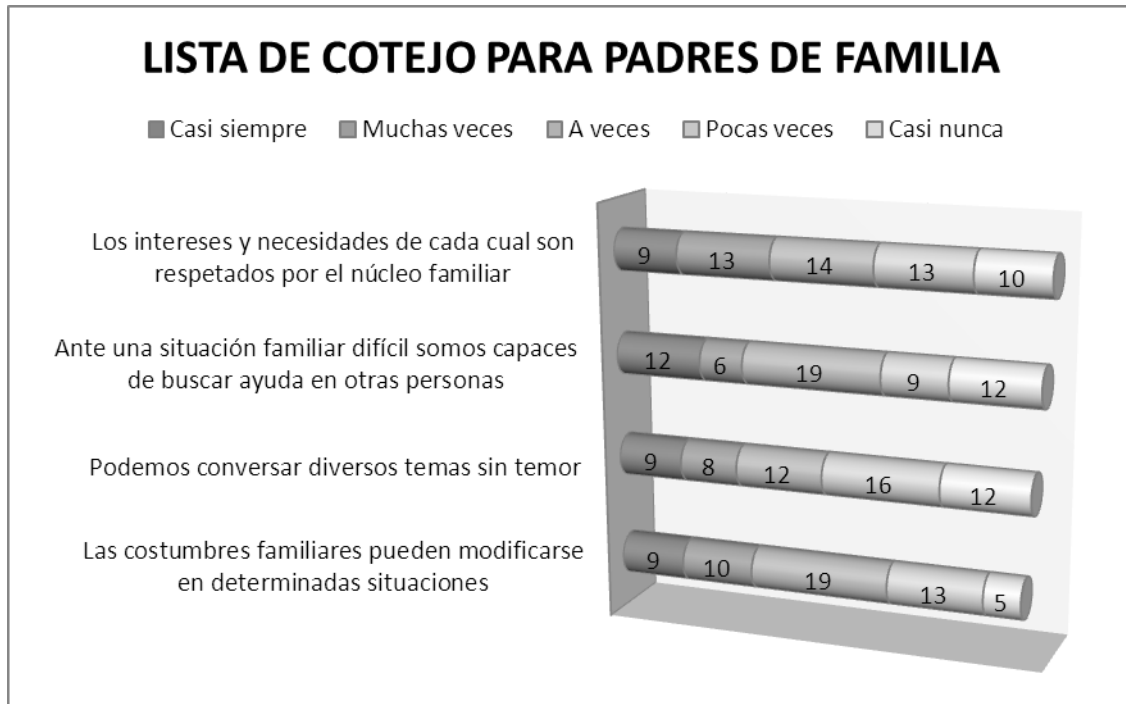 LISTA DE COTEJO PARA PADRES DE FAMILIA
Casi siempre Muchas veces A veces Pocas veces Casi nunca
Los intereses y necesidades de cada cual son
respetados por el núcleo familiar
9 13 14 13 10
Ante una situación familiar difícil somos capaces
de buscar ayuda en otras personas
12 6 19 9 12
Podemos conversar diversos temas sin temor
9 8 12 16 12
Las costumbres familiares pueden modificarse
en determinadas situaciones
9 10 19 13 5